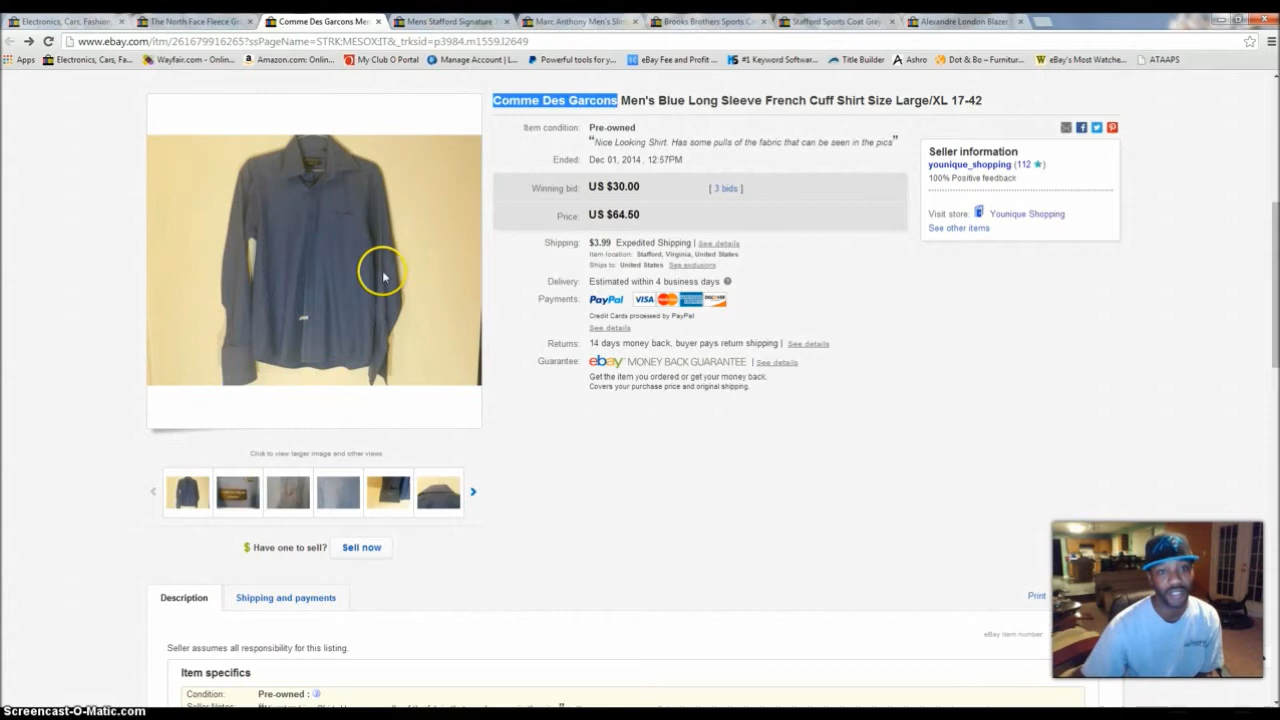 Electronics, Cars, Fashion,
The North Face Fleece Gr
Comme Des Garcons Men
Mens Stafford Signature T
Marc Anthony Men's Slim
Brooks Brothers Sports C
Stafford Sports Coat Gray
Alexandre London Blazer
www.ebay.com/itm/261679916265?ssPageName=STRK:MESOX:IT&_trksid=p3984.m1559.l2649
Apps
Electronics, Cars, Fa...
Wayfair.com - Onlin...
Amazon.com: Onlin...
My Club O Portal
Manage Account | L...
Powerful tools for y...
eBay Fee and Profit ...
#1 Keyword Softwar...
Title Builder
Ashro
Dot & Bo – Furnitur...
eBay's Most Watche...
ATAAPS
Comme Des Garcons Men's Blue Long Sleeve French Cuff Shirt Size Large/XL 17-42
Item condition: Pre-owned
"Nice Looking Shirt. Has some pulls of the fabric that can be seen in the pics"
Ended: Dec 01, 2014 , 12:57PM
Winning bid: US $30.00 [ 3 bids ]
Price: US $64.50
Shipping: $3.99 Expedited Shipping | See details
Item location: Stafford, Virginia, United States
Ships to: United States See exclusions
Delivery: Estimated within 4 business days
Payments: PayPal VISA MasterCard DISCOVER
Credit Cards processed by PayPal
See details
Returns: 14 days money back, buyer pays return shipping | See details
Guarantee: ebay MONEY BACK GUARANTEE | See details
Get the item you ordered or get your money back.
Covers your purchase price and original shipping.
Seller information
younique_shopping (112 )
100% Positive feedback
Visit store: Younique Shopping
See other items
Click to view larger image and other views
$ Have one to sell? Sell now
Description
Shipping and payments
Print
eBay item number:
Seller assumes all responsibility for this listing.
Item specifics
Condition: Pre-owned :
Screencast-O-Matic.com